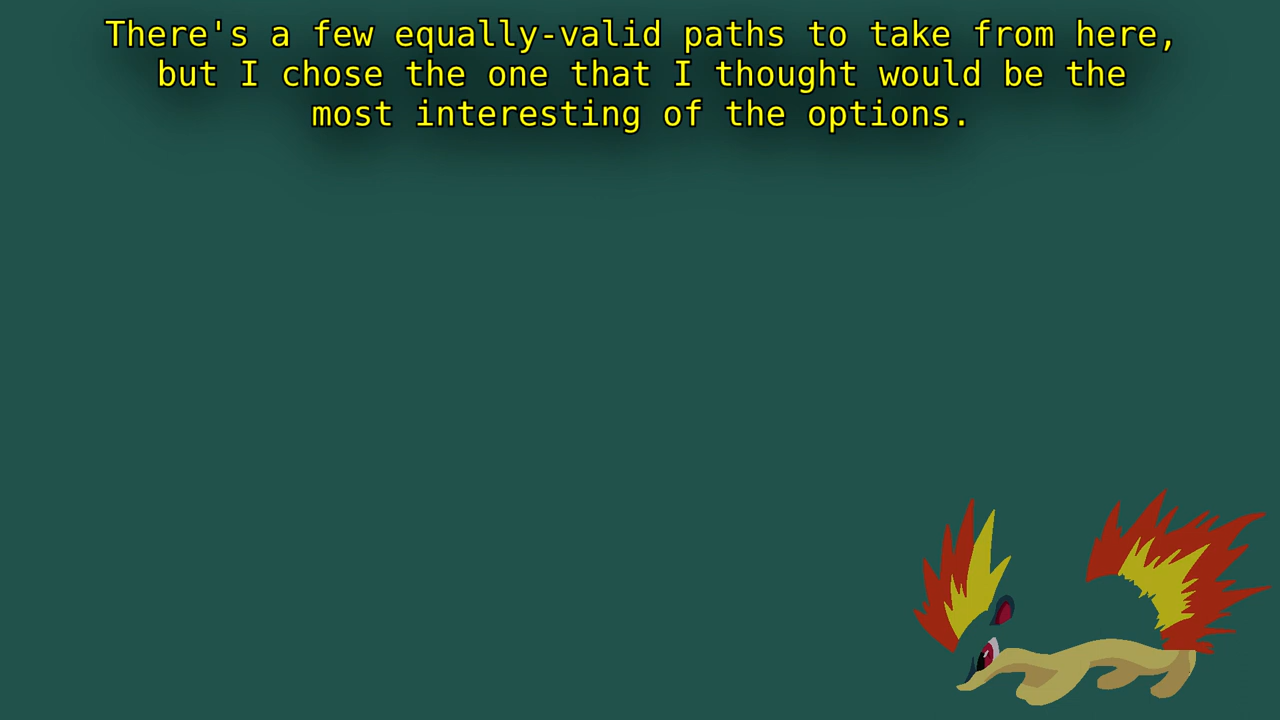 There's a few equally-valid paths to take from here,
but I chose the one that I thought would be the
most interesting of the options.